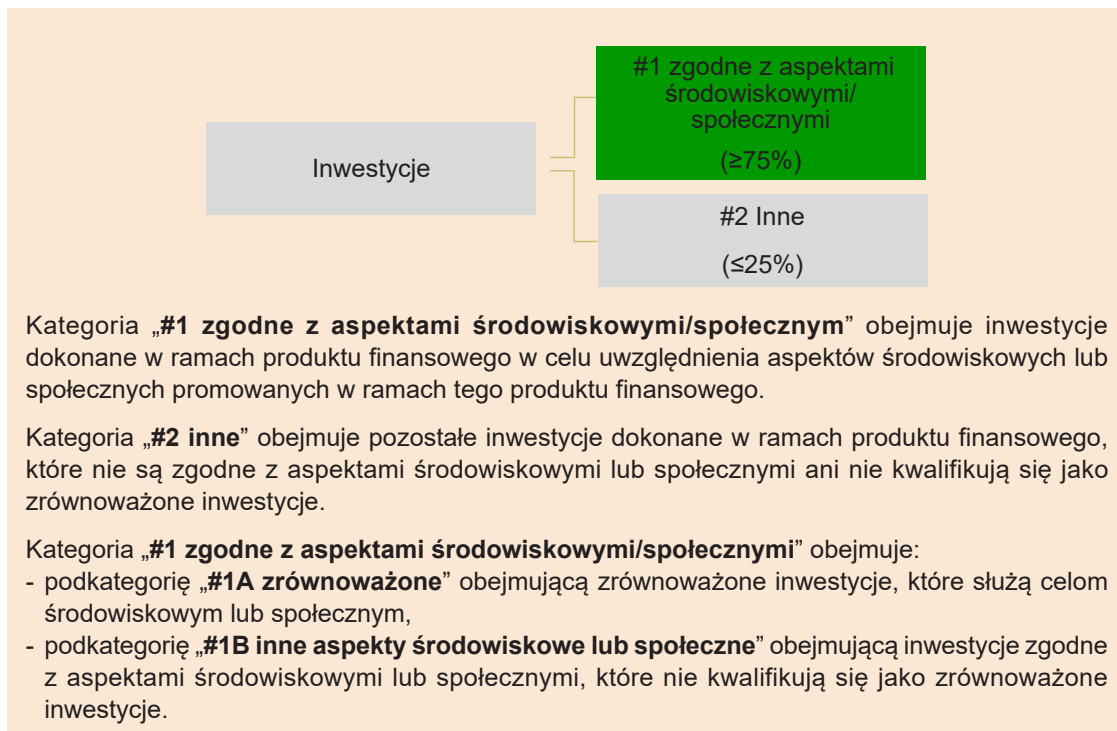 #1 zgodne z aspektami
środowiskowymi/
społecznymi
(≥75%)
Inwestycje
#2 Inne
(≤25%)
Kategoria „#1 zgodne z aspektami środowiskowymi/społecznym” obejmuje inwestycje
dokonane w ramach produktu finansowego w celu uwzględnienia aspektów środowiskowych lub
społecznych promowanych w ramach tego produktu finansowego.
Kategoria „#2 inne” obejmuje pozostałe inwestycje dokonane w ramach produktu finansowego,
które nie są zgodne z aspektami środowiskowymi lub społecznymi ani nie kwalifikują się jako
zrównoważone inwestycje.
Kategoria „#1 zgodne z aspektami środowiskowymi/społecznymi” obejmuje:
- podkategorię „#1A zrównoważone” obejmującą zrównoważone inwestycje, które służą celom
środowiskowym lub społecznym,
- podkategorię „#1B inne aspekty środowiskowe lub społeczne” obejmującą inwestycje zgodne
z aspektami środowiskowymi lub społecznymi, które nie kwalifikują się jako zrównoważone
inwestycje.